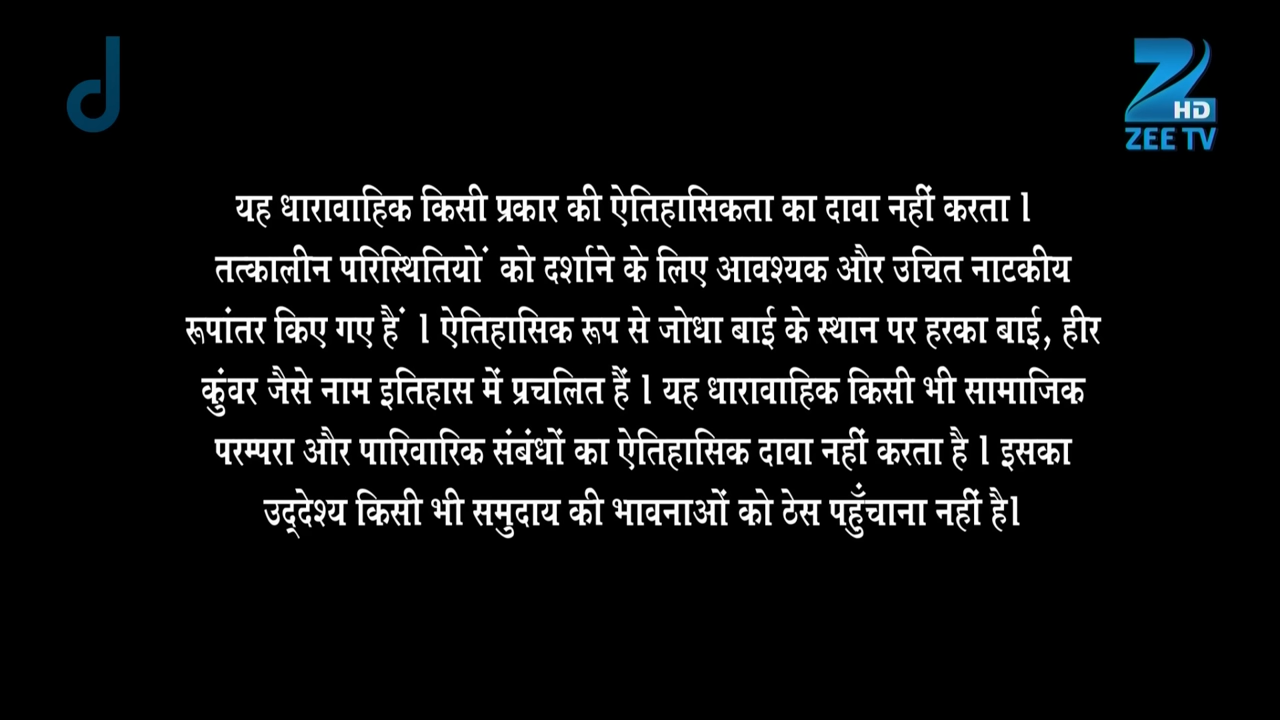 HD
ZEE TV
यह धारावाहिक किसी प्रकार की ऐतिहासिकता का दावा नहीं करता ।
तत्कालीन परिस्थितियों को दर्शाने के लिए आवश्यक और उचित नाटकीय
रूपांतर किए गए हैं । ऐतिहासिक रूप से जोधा बाई के स्थान पर हरका बाई, हीर
कुंवर जैसे नाम इतिहास में प्रचलित हैं । यह धारावाहिक किसी भी सामाजिक
परम्परा और पारिवारिक संबंधों का ऐतिहासिक दावा नहीं करता है । इसका
उद्देश्य किसी भी समुदाय की भावनाओं को ठेस पहुँचाना नहीं है।